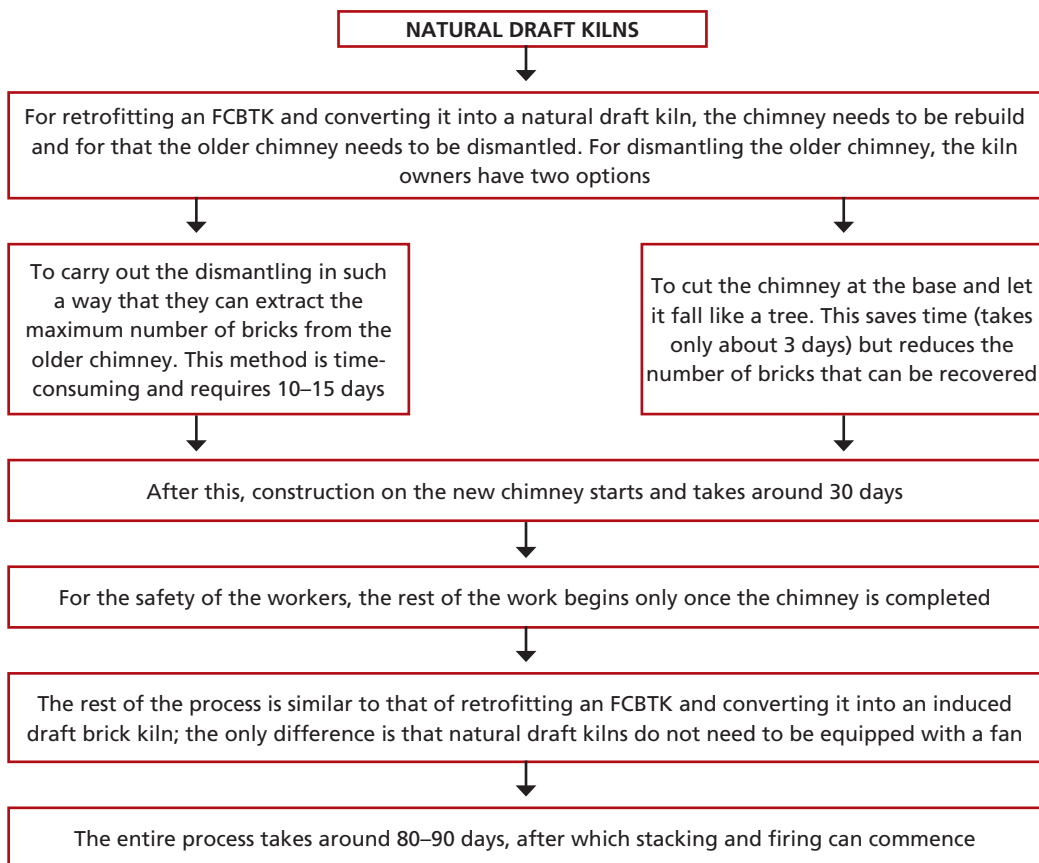 NATURAL DRAFT KILNS
For retrofitting an FCBTK and converting it into a natural draft kiln, the chimney needs to be rebuild
and for that the older chimney needs to be dismantled. For dismantling the older chimney, the kiln
owners have two options
To carry out the dismantling in such
a way that they can extract the
maximum number of bricks from the
older chimney. This method is time-
consuming and requires 10–15 days
To cut the chimney at the base and let
it fall like a tree. This saves time (takes
only about 3 days) but reduces the
number of bricks that can be recovered
After this, construction on the new chimney starts and takes around 30 days
For the safety of the workers, the rest of the work begins only once the chimney is completed
The rest of the process is similar to that of retrofitting an FCBTK and converting it into an induced
draft brick kiln; the only difference is that natural draft kilns do not need to be equipped with a fan
The entire process takes around 80–90 days, after which stacking and firing can commence